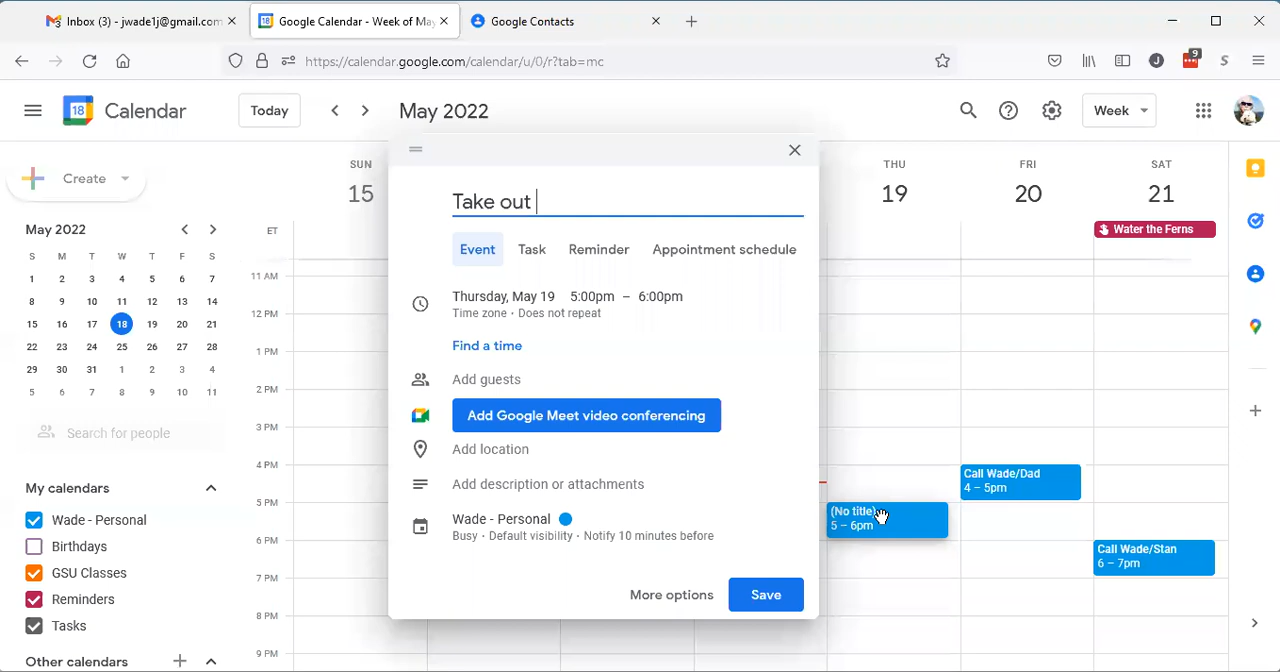 Inbox (3) - jwade1j@gmail.com
Google Calendar - Week of May
Google Contacts
https://calendar.google.com/calendar/u/0/r?tab=mc
J
9
S
18
Calendar
Today
May 2022
Week
Create
May 2022
S M T W T F S
1 2 3 4 5 6 7
8 9 10 11 12 13 14
15 16 17 18 19 20 21
22 23 24 25 26 27 28
29 30 31 1 2 3 4
5 6 7 8 9 10 11
Search for people
My calendars
Wade - Personal
Birthdays
GSU Classes
Reminders
Tasks
Other calendars
SUN
15
THU
19
FRI
20
SAT
21
ET
Water the Ferns
11 AM
12 PM
1 PM
2 PM
3 PM
4 PM
5 PM
6 PM
7 PM
8 PM
9 PM
Take out
Event Task Reminder Appointment schedule
Thursday, May 19 5:00pm – 6:00pm
Time zone · Does not repeat
Find a time
Add guests
Add Google Meet video conferencing
Add location
Add description or attachments
Wade - Personal
Busy · Default visibility · Notify 10 minutes before
More options
Save
(No title)
5 – 6pm
Call Wade/Dad
4 – 5pm
Call Wade/Stan
6 – 7pm